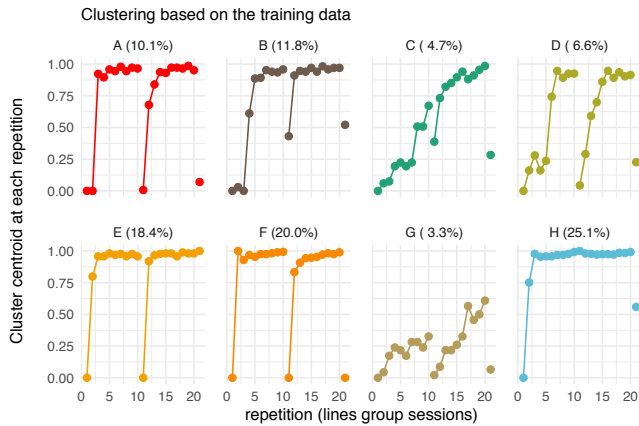 Clustering based on the training data
A (10.1%)
B (11.8%)
C ( 4.7%)
D ( 6.6%)
1.00
0.75
0.50
0.25
0.00
E (18.4%)
F (20.0%)
G ( 3.3%)
H (25.1%)
1.00
0.75
0.50
0.25
0.00
0 5 10 15 20
0 5 10 15 20
0 5 10 15 20
0 5 10 15 20
Cluster centroid at each repetition
repetition (lines group sessions)